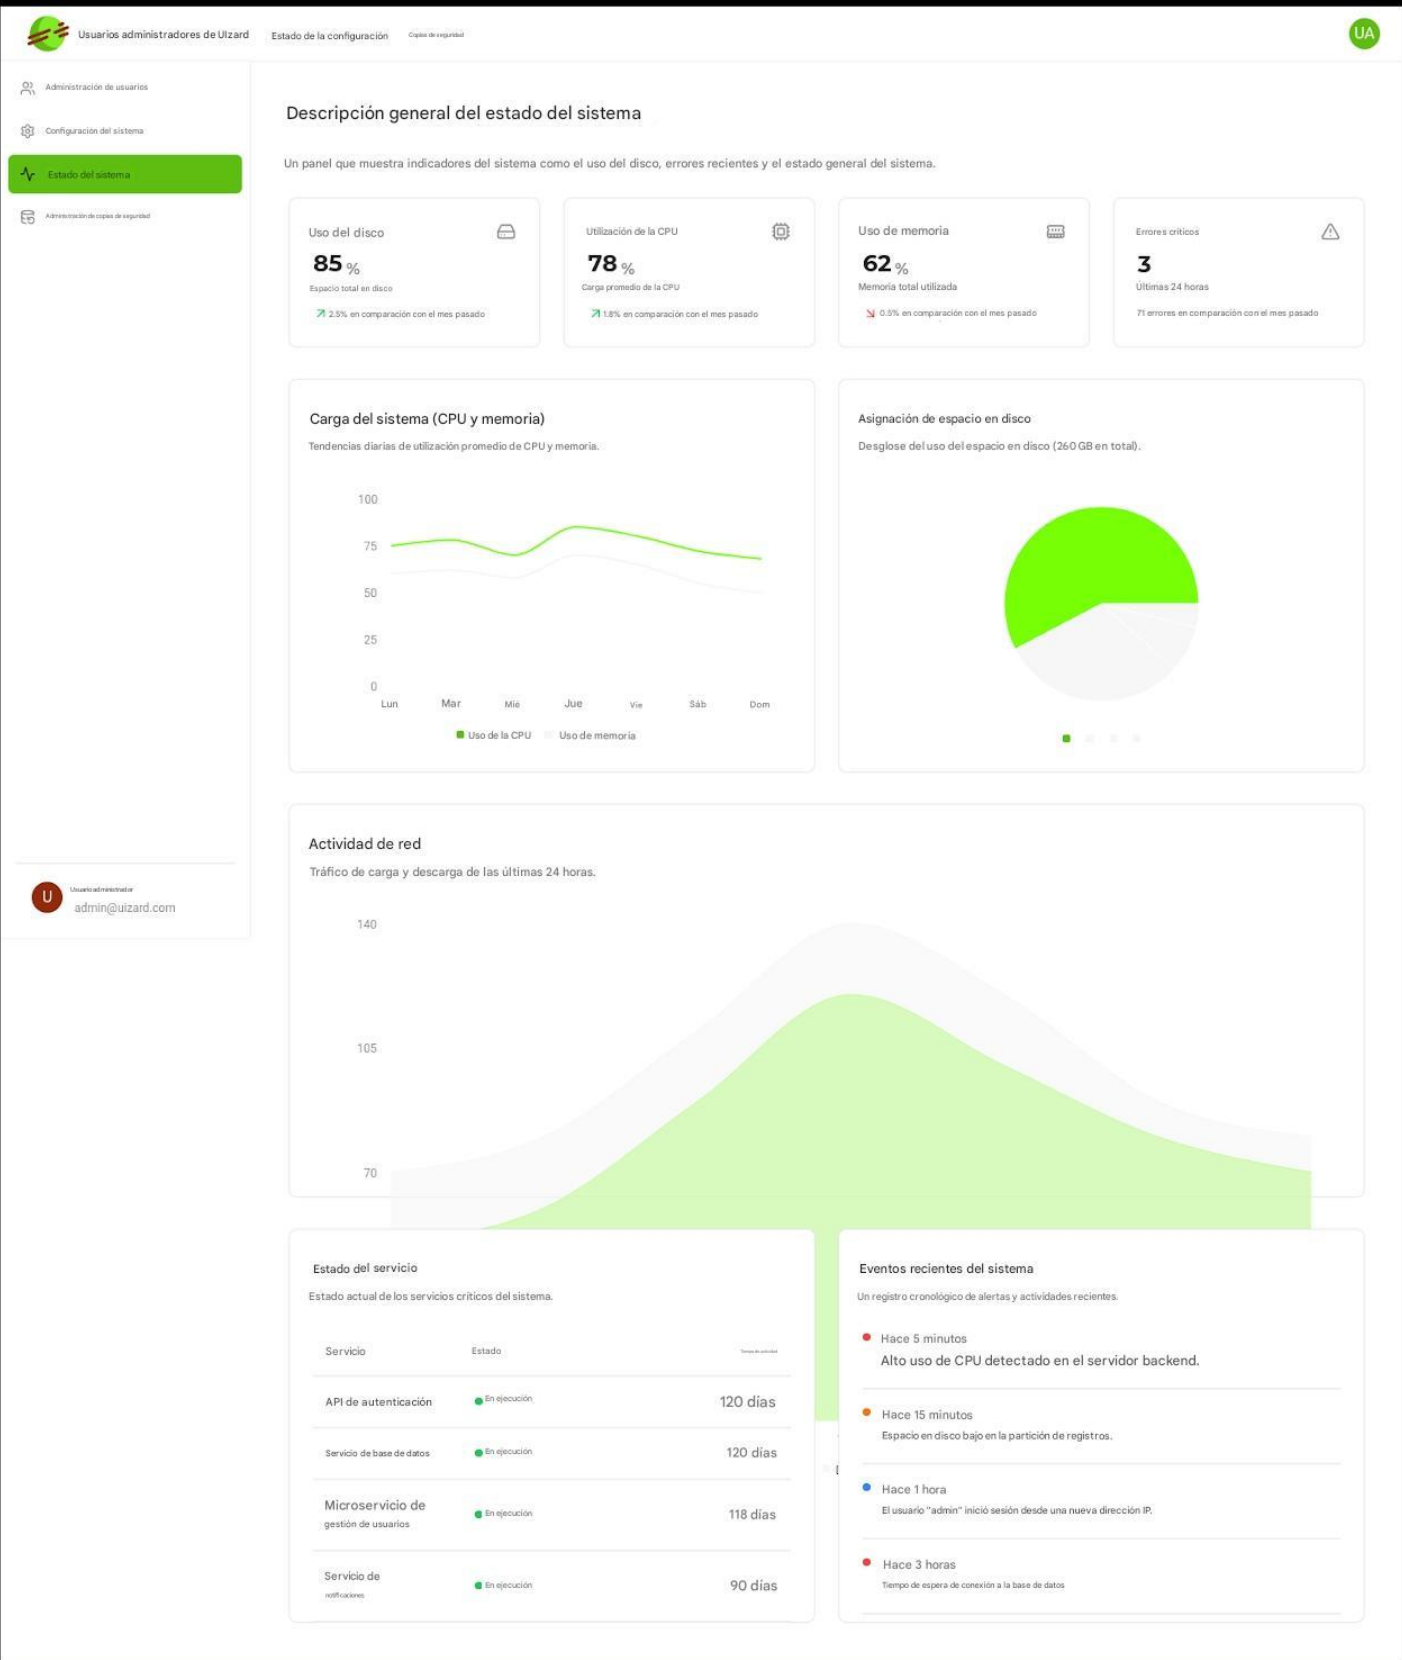 Usuarios administradores de UIzard
Estado de la configuración
Copias de seguridad
UA
Administración de usuarios
Configuración del sistema
Estado del sistema
Administración de copias de seguridad
U
Usuario administrador
admin@uizard.com
Descripción general del estado del sistema
Un panel que muestra indicadores del sistema como el uso del disco, errores recientes y el estado general del sistema.
Uso del disco
85 %
Espacio total en disco
2.5% en comparación con el mes pasado
Utilización de la CPU
78 %
Carga promedio de la CPU
1.8% en comparación con el mes pasado
Uso de memoria
62 %
Memoria total utilizada
0.5% en comparación con el mes pasado
Errores críticos
3
Últimas 24 horas
71 errores en comparación con el mes pasado
Carga del sistema (CPU y memoria)
Tendencias diarias de utilización promedio de CPU y memoria.
100
75
50
25
0
Lun Mar Mié Jue Vie Sáb Dom
Uso de la CPU Uso de memoria
Asignación de espacio en disco
Desglose del uso del espacio en disco (260 GB en total).
Actividad de red
Tráfico de carga y descarga de las últimas 24 horas.
140
105
70
Estado del servicio
Estado actual de los servicios críticos del sistema.
Servicio Estado Tiempo de actividad
API de autenticación En ejecución 120 días
Servicio de base de datos En ejecución 120 días
Microservicio de
gestión de usuarios En ejecución 118 días
Servicio de
notificaciones En ejecución 90 días
Eventos recientes del sistema
Un registro cronológico de alertas y actividades recientes.
Hace 5 minutos
Alto uso de CPU detectado en el servidor backend.
Hace 15 minutos
Espacio en disco bajo en la partición de registros.
Hace 1 hora
El usuario "admin" inició sesión desde una nueva dirección IP.
Hace 3 horas
Tiempo de espera de conexión a la base de datos